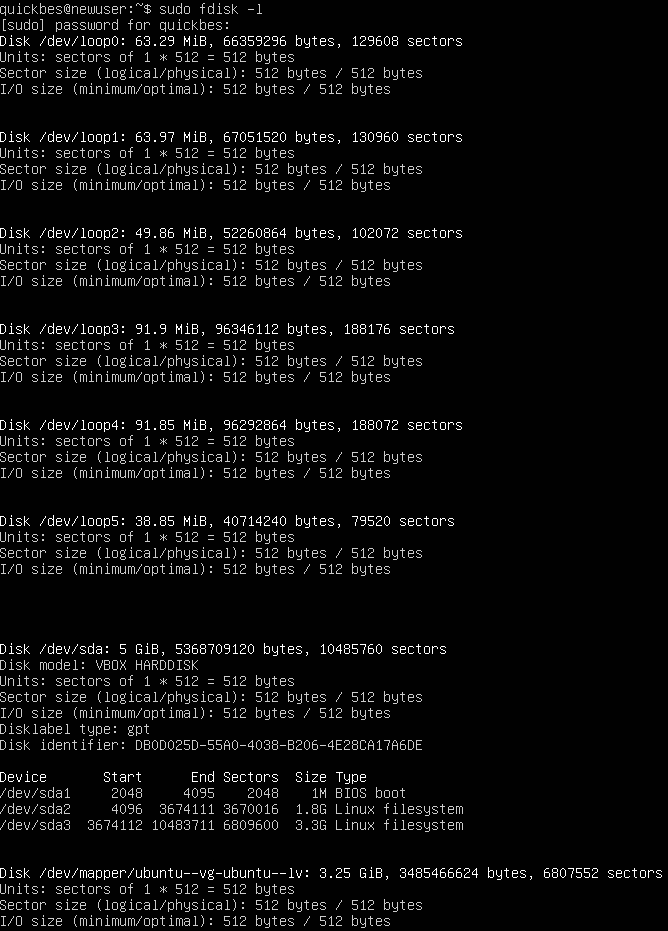 quickbes@newuser:~$ sudo fdisk -l
[sudo] password for quickbes:
Disk /dev/loop0: 63.29 MiB, 66359296 bytes, 129608 sectors
Units: sectors of 1 * 512 = 512 bytes
Sector size (logical/physical): 512 bytes / 512 bytes
I/O size (minimum/optimal): 512 bytes / 512 bytes
Disk /dev/loop1: 63.97 MiB, 67051520 bytes, 130960 sectors
Units: sectors of 1 * 512 = 512 bytes
Sector size (logical/physical): 512 bytes / 512 bytes
I/O size (minimum/optimal): 512 bytes / 512 bytes
Disk /dev/loop2: 49.86 MiB, 52260864 bytes, 102072 sectors
Units: sectors of 1 * 512 = 512 bytes
Sector size (logical/physical): 512 bytes / 512 bytes
I/O size (minimum/optimal): 512 bytes / 512 bytes
Disk /dev/loop3: 91.9 MiB, 96346112 bytes, 188176 sectors
Units: sectors of 1 * 512 = 512 bytes
Sector size (logical/physical): 512 bytes / 512 bytes
I/O size (minimum/optimal): 512 bytes / 512 bytes
Disk /dev/loop4: 91.85 MiB, 96292864 bytes, 188072 sectors
Units: sectors of 1 * 512 = 512 bytes
Sector size (logical/physical): 512 bytes / 512 bytes
I/O size (minimum/optimal): 512 bytes / 512 bytes
Disk /dev/loop5: 38.85 MiB, 40714240 bytes, 79520 sectors
Units: sectors of 1 * 512 = 512 bytes
Sector size (logical/physical): 512 bytes / 512 bytes
I/O size (minimum/optimal): 512 bytes / 512 bytes
Disk /dev/sda: 5 GiB, 5368709120 bytes, 10485760 sectors
Disk model: VBOX HARDDISK
Units: sectors of 1 * 512 = 512 bytes
Sector size (logical/physical): 512 bytes / 512 bytes
I/O size (minimum/optimal): 512 bytes / 512 bytes
Disklabel type: gpt
Disk identifier: DB0D025D-55A0-4038-B206-4E28CA17A6DE
Device Start End Sectors Size Type
/dev/sda1 2048 4095 2048 1M BIOS boot
/dev/sda2 4096 3674111 3670016 1.8G Linux filesystem
/dev/sda3 3674112 10483711 6809600 3.3G Linux filesystem
Disk /dev/mapper/ubuntu--vg-ubuntu--lv: 3.25 GiB, 3485466624 bytes, 6807552 sectors
Units: sectors of 1 * 512 = 512 bytes
Sector size (logical/physical): 512 bytes / 512 bytes
I/O size (minimum/optimal): 512 bytes / 512 bytes